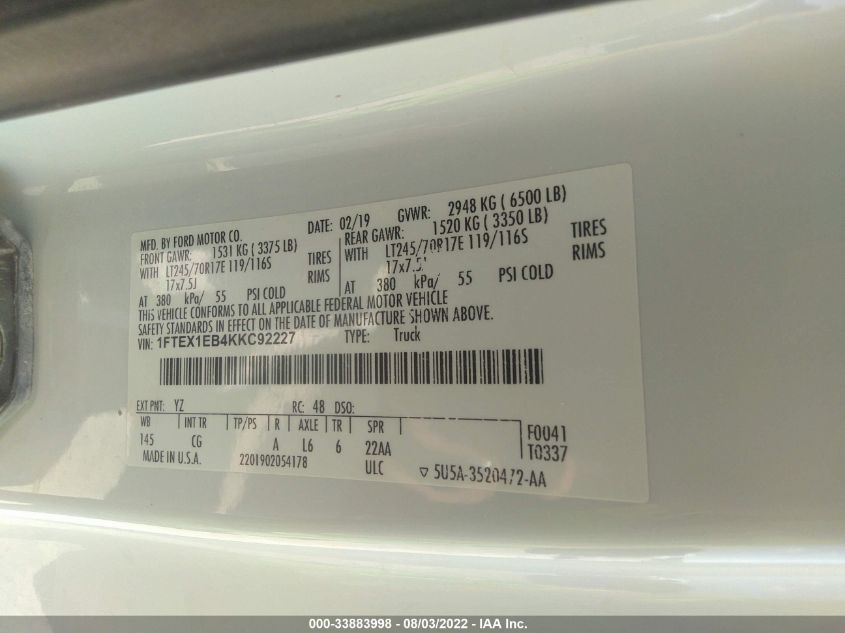 MFD. BY FORD MOTOR CO.
DATE: 02/19 GVWR: 2948 KG ( 6500 LB)
FRONT GAWR: 1531 KG ( 3375 LB)
WITH LT245/70R17E 119/116S TIRES
17x7.5J RIMS
AT 380 kPa/ 55 PSI COLD
REAR GAWR: 1520 KG ( 3350 LB)
WITH LT245/70R17E 119/116S TIRES
17x7.5J RIMS
AT 380 kPa/ 55 PSI COLD
THIS VEHICLE CONFORMS TO ALL APPLICABLE FEDERAL MOTOR VEHICLE
SAFETY STANDARDS IN EFFECT ON THE DATE OF MANUFACTURE SHOWN ABOVE.
VIN: 1FTEX1EB4KKC92227 TYPE: Truck
EXT PNT: YZ RC: 48 DSO:
WB INT TR TP/PS R AXLE TR SPR
145 CG A L6 6 22AA
F0041
T0337
MADE IN U.S.A. 2201902054178 ULC ▽ 5U5A-3520472-AA
000-33883998 - 08/03/2022 - IAA Inc.